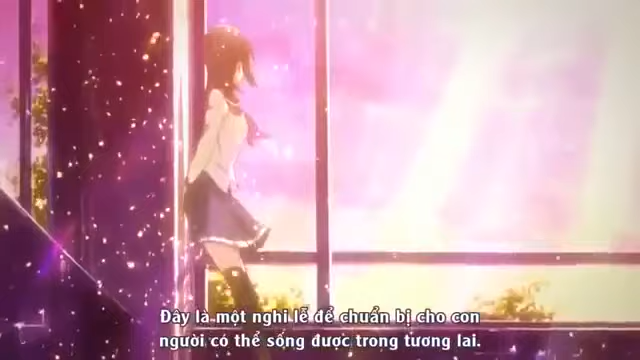 Đây là một nghi lễ để chuẩn bị cho con
người có thể sống được trong tương lai.